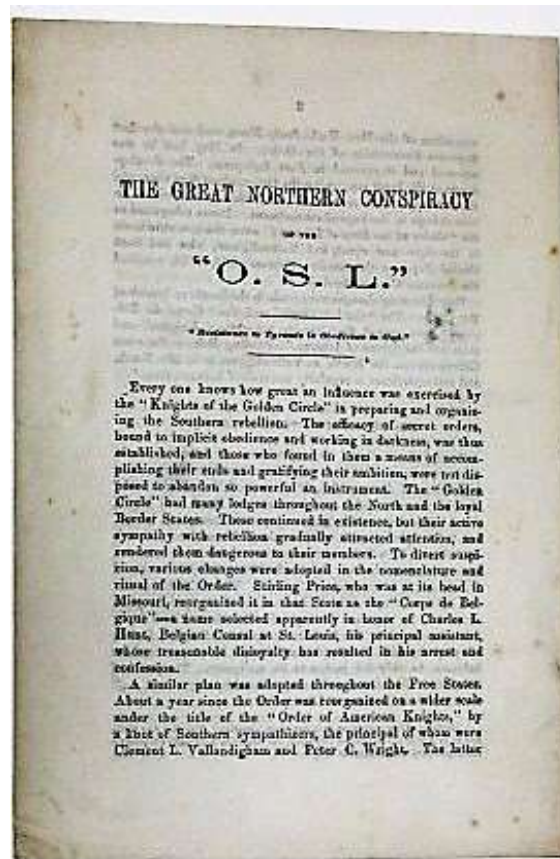 2
THE GREAT NORTHERN CONSPIRACY
OF THE
"O. S. L."
"Resistance to Tyrants is Obedience to God."
Every one knows how great an influence was exercised by
the "Knights of the Golden Circle" in preparing and organiz-
ing the Southern rebellion. The efficacy of secret orders,
bound to implicit obedience and working in darkness, was thus
established, and those who found in them a means of accom-
plishing their ends and gratifying their ambition, were not dis-
posed to abandon so powerful an instrument. The "Golden
Circle" had many lodges throughout the North and the loyal
Border States. These continued in existence, but their active
sympathy with rebellion gradually attracted attention, and
rendered them dangerous to their members. To divert suspi-
cion, various changes were adopted in the nomenclature and
ritual of the Order. Stirling Price, who was at its head in
Missouri, reorganized it in that State as the "Corps de Bel-
gique"—a name selected apparently in honor of Charles L.
Hunt, Belgian Consul at St. Louis, his principal assistant,
whose treasonable disloyalty has resulted in his arrest and
confession.
A similar plan was adopted throughout the Free States.
About a year since the Order was reorganized on a wider scale
under the title of the "Order of American Knights," by
a knot of Southern sympathizers, the principal of whom were
Clement L. Vallandigham and Peter C. Wright. The latter